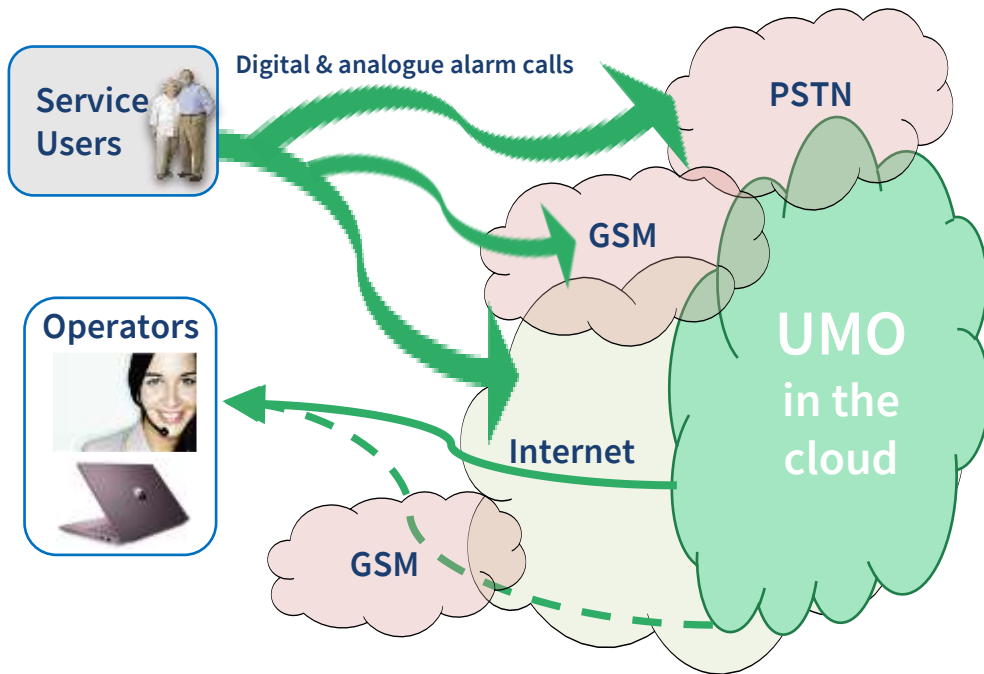 Digital & analogue alarm calls
Service
Users
PSTN
GSM
Operators
UMO
in the
cloud
Internet
GSM